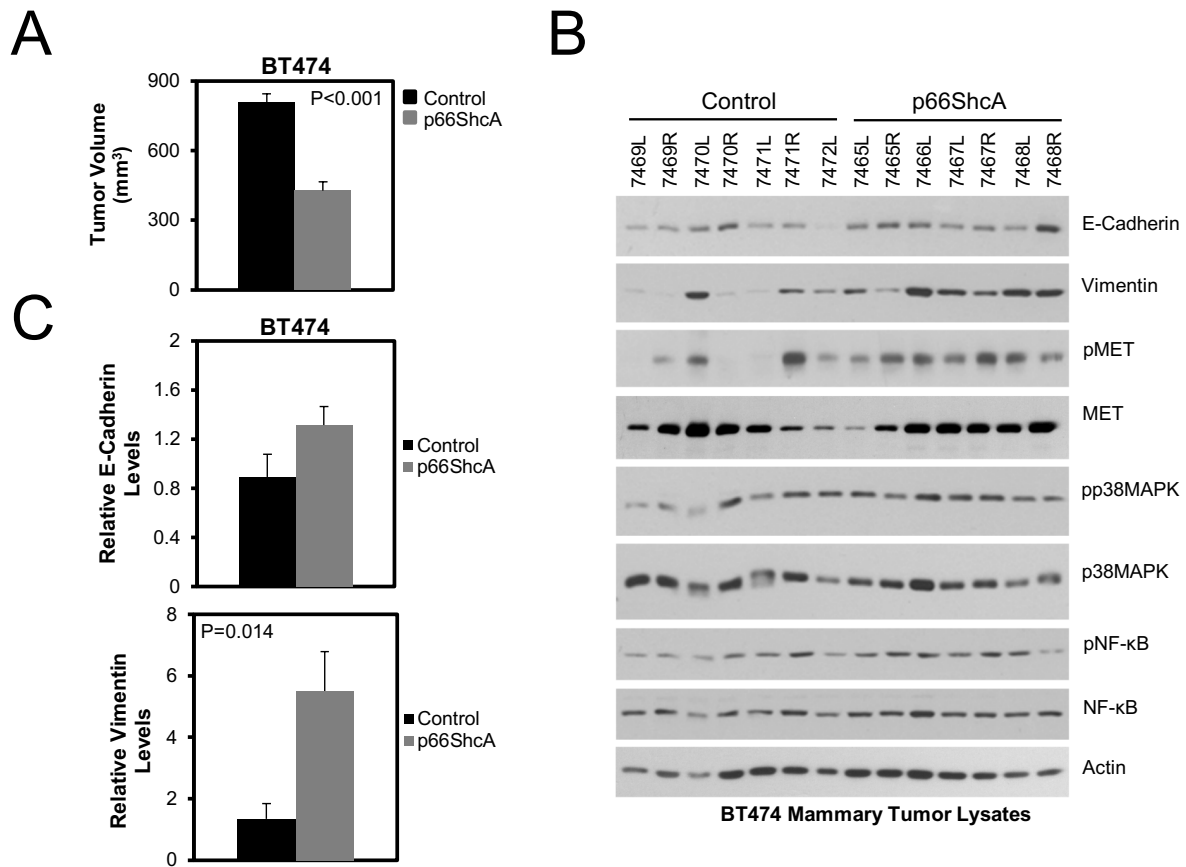 A
BT474
Tumor Volume
(mm³)
900
600
300
0
P<0.001
Control
p66ShcA
B
Control
p66ShcA
7469L
7469R
7470L
7470R
7471L
7471R
7472L
7465L
7465R
7466L
7467L
7467R
7468L
7468R
E-Cadherin
Vimentin
pMET
MET
pp38MAPK
p38MAPK
pNF-κB
NF-κB
Actin
BT474 Mammary Tumor Lysates
C
BT474
Relative E-Cadherin
Levels
2
1.6
1.2
0.8
0.4
0
Control
p66ShcA
Relative Vimentin
Levels
8
6
4
2
0
P=0.014
Control
p66ShcA